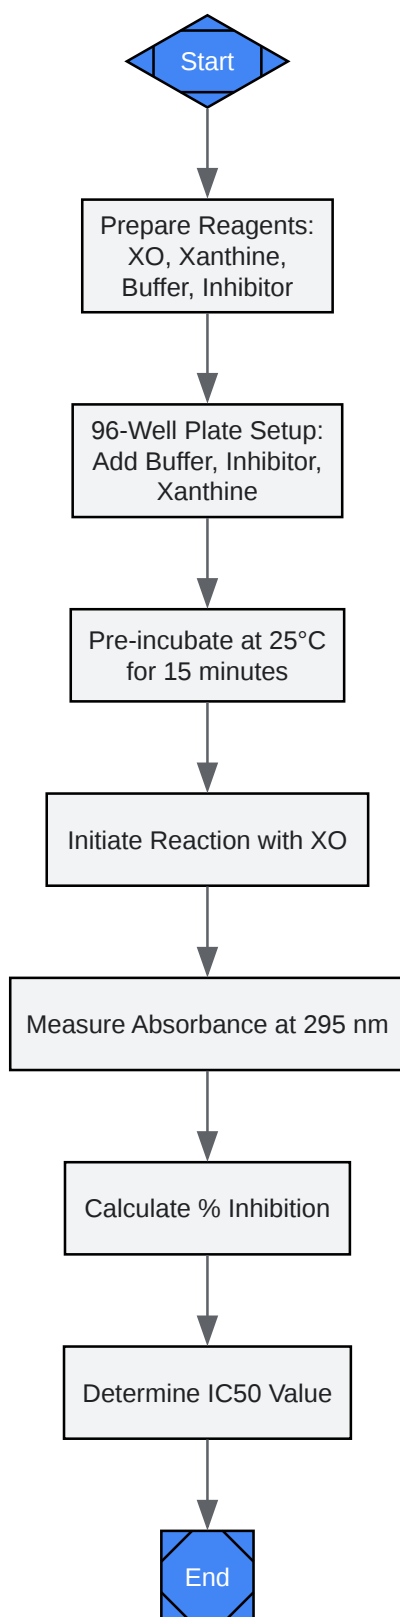 Start
Prepare Reagents:
XO, Xanthine,
Buffer, Inhibitor
96-Well Plate Setup:
Add Buffer, Inhibitor,
Xanthine
Pre-incubate at 25°C
for 15 minutes
Initiate Reaction with XO
Measure Absorbance at 295 nm
Calculate % Inhibition
Determine IC50 Value
End